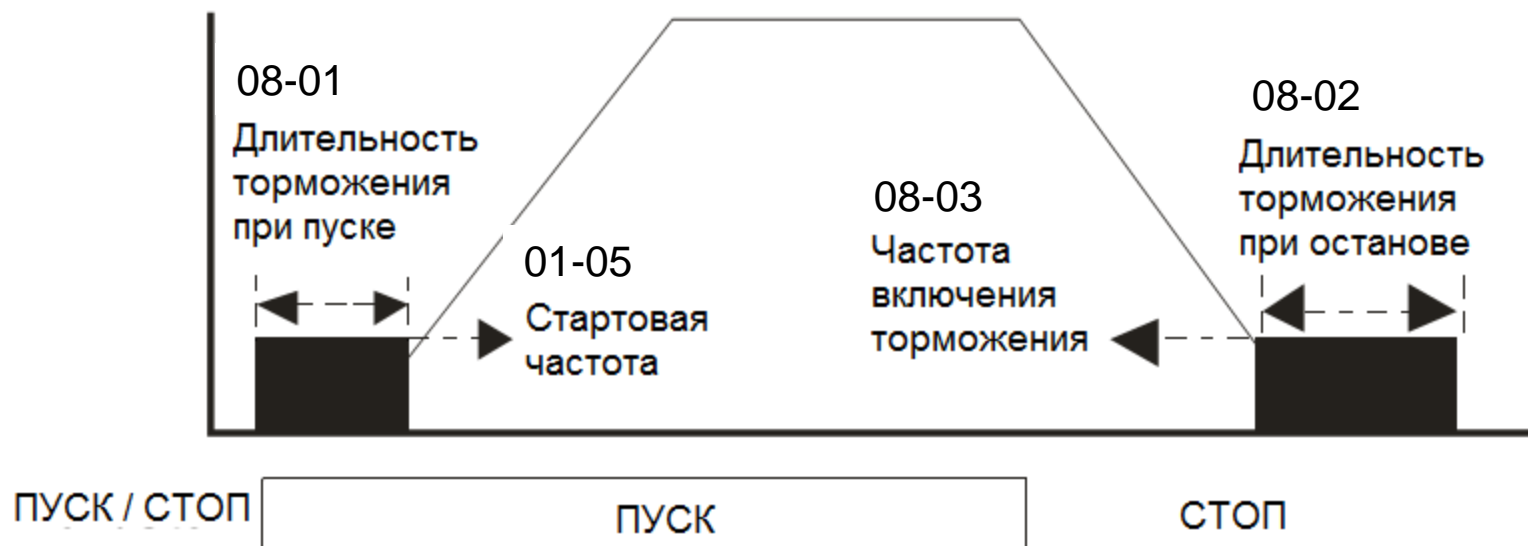 08-01
Длительность
торможения
при пуске
01-05
Стартовая
частота
08-03
Частота
включения
торможения
08-02
Длительность
торможения
при останове
ПУСК / СТОП
ПУСК
СТОП